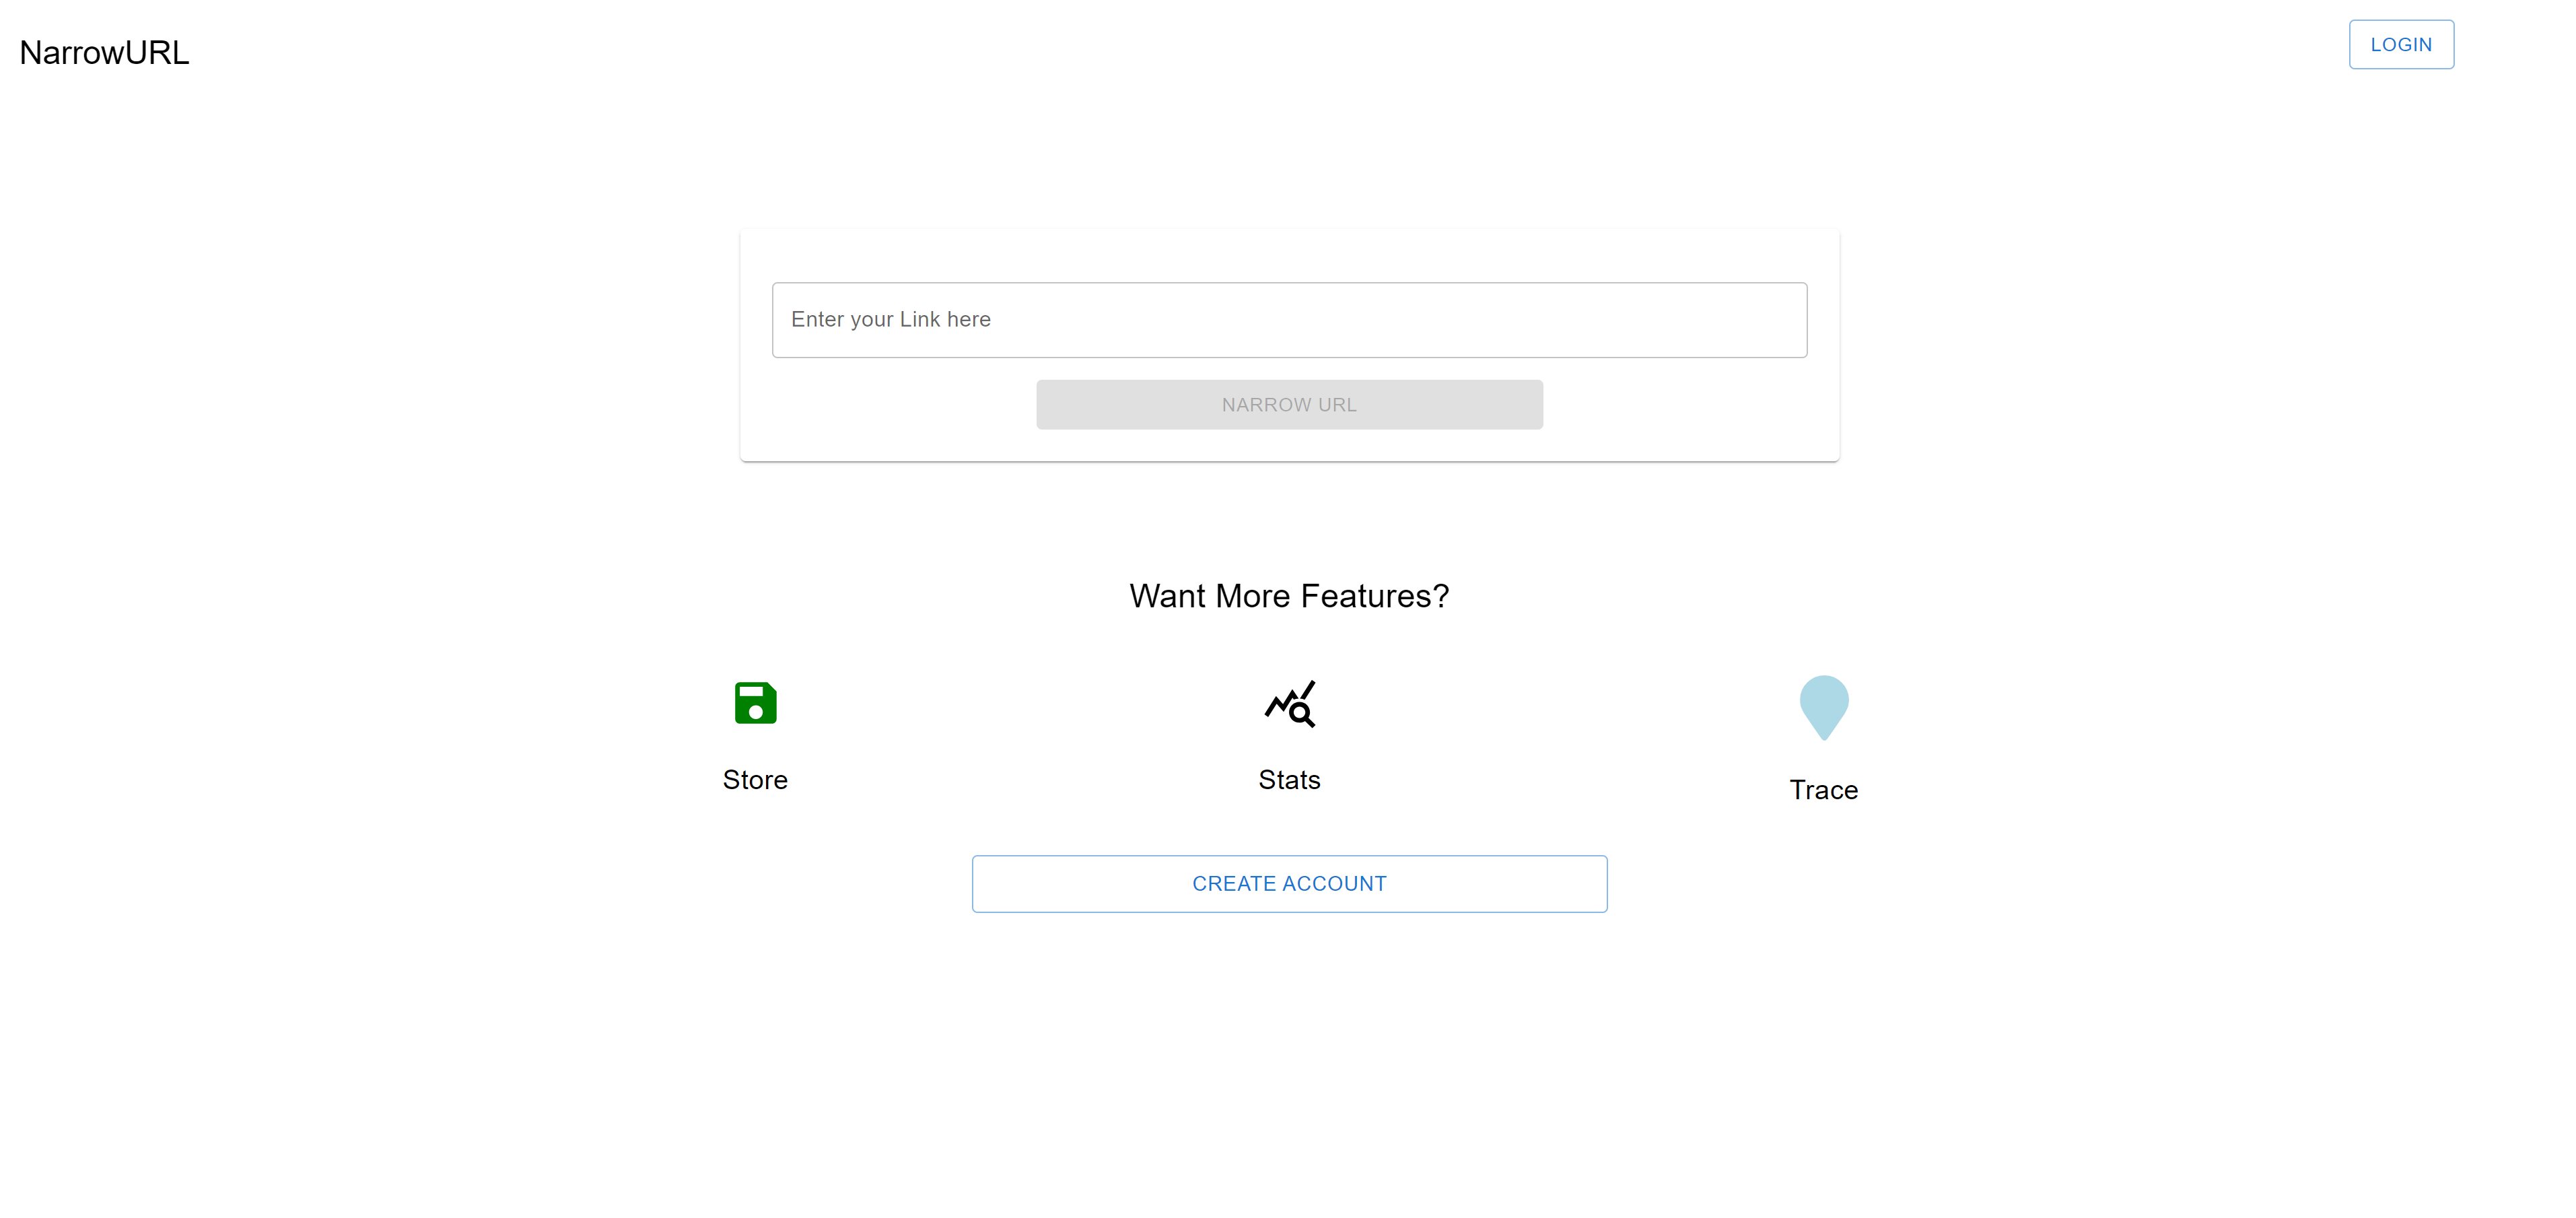 NarrowURL
LOGIN
Enter your Link here
NARROW URL
Want More Features?
Store
Stats
Trace
CREATE ACCOUNT